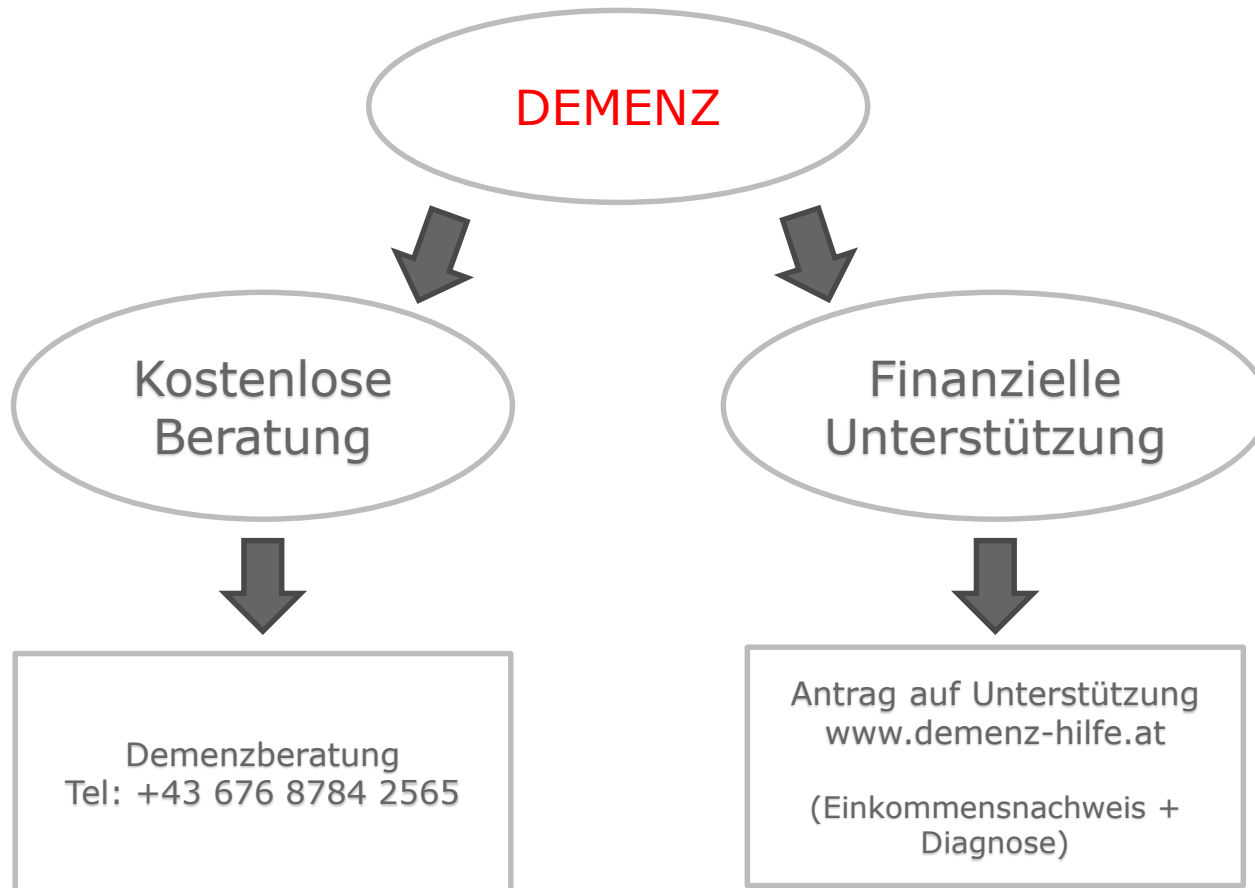 DEMENZ
Kostenlose
Beratung
Finanzielle
Unterstützung
Demenzberatung
Tel: +43 676 8784 2565
Antrag auf Unterstützung
www.demenz-hilfe.at
(Einkommensnachweis +
Diagnose)